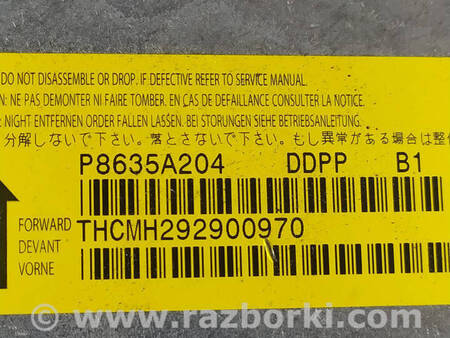 DO NOT DISASSEMBLE OR DROP. IF DEFECTIVE REFER TO SERVICE MANUAL.
N: NE PAS DEMONTER NI FAIRE TOMBER. EN CAS DE DEFAILLANCE CONSULTER LA NOTICE.
: NIGHT ENTFERNEN ODER FALLEN LASSEN. BEI STORUNGEN SIEHE BETRIEBSANLEITUNG.
分解しないで下さい。落とさないで下さい。もし異常がある場合は整備
P8635A204 DDPP B1
FORWARD THCMH292900970
DEVANT
VORNE
www.razborki.com